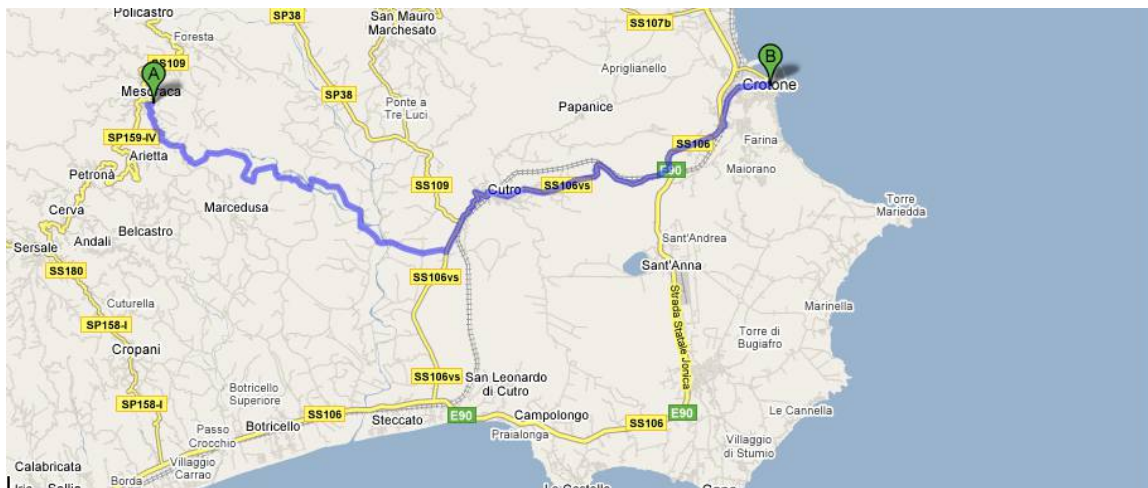 Policastro
SP38
San Mauro
Marchesato
SS107b
Foresta
SS109
A
B
Mesoraca
Crotone
Apriglianello
SP38
Ponte a
Tre Luci
Papanice
SP159-IV
Arietta
SS106
Farina
Petronà
E90
Maiorano
SS109
Cutro
SS106vs
Marcedusa
Cerva
Torre
Mariedda
Belcastro
Andali
Sersale
Sant'Andrea
Sant'Anna
SS180
SS106vs
Cuturella
Strada Statale Jonica
Marinella
SP158-I
Torre di
Bugiafro
Cropani
SS106vs
San Leonardo
di Cutro
Botricello
Superiore
SP158-I
SS106
E90
Campolongo
SS106
E90
Le Cannella
Passo
Crocchio
Botricello
Steccato
Praialonga
Villaggio
di Stumio
Calabricata
Villaggio
Carrao
Borda
Le Castella